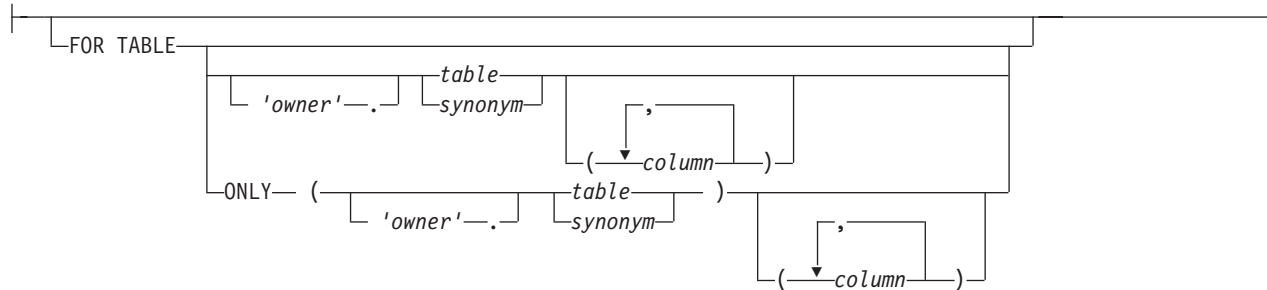 FOR TABLE
table
'owner' . synonym
,
( column )
ONLY ( table )
'owner' . synonym
,
( column )